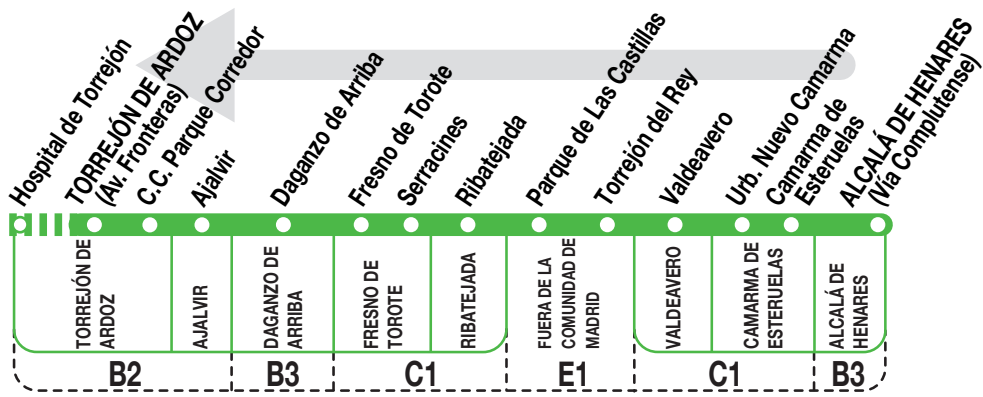 Hospital de Torrejón
TORREJÓN DE ARDOZ
(Av. Fronteras)
C.C. Parque Corredor
Ajalvir
Daganzo de Arriba
Fresno de Torote
Serracines
Ribatejada
Parque de Las Castillas
Torrejón del Rey
Valdeavero
Urb. Nuevo Camarma
Camarma de
Esteruelas
ALCALÁ DE HENARES
(Vía Complutense)
TORREJÓN DE
ARDOZ
AJALVIR
DAGANZO DE
ARRIBA
FRESNO DE
TOROTE
RIBATEJADA
FUERA DE LA
COMUNIDAD DE
MADRID
VALDEAVERO
CAMARMA DE
ESTERUELAS
ALCALÁ DE
HENARES
B2
B3
C1
E1
C1
B3